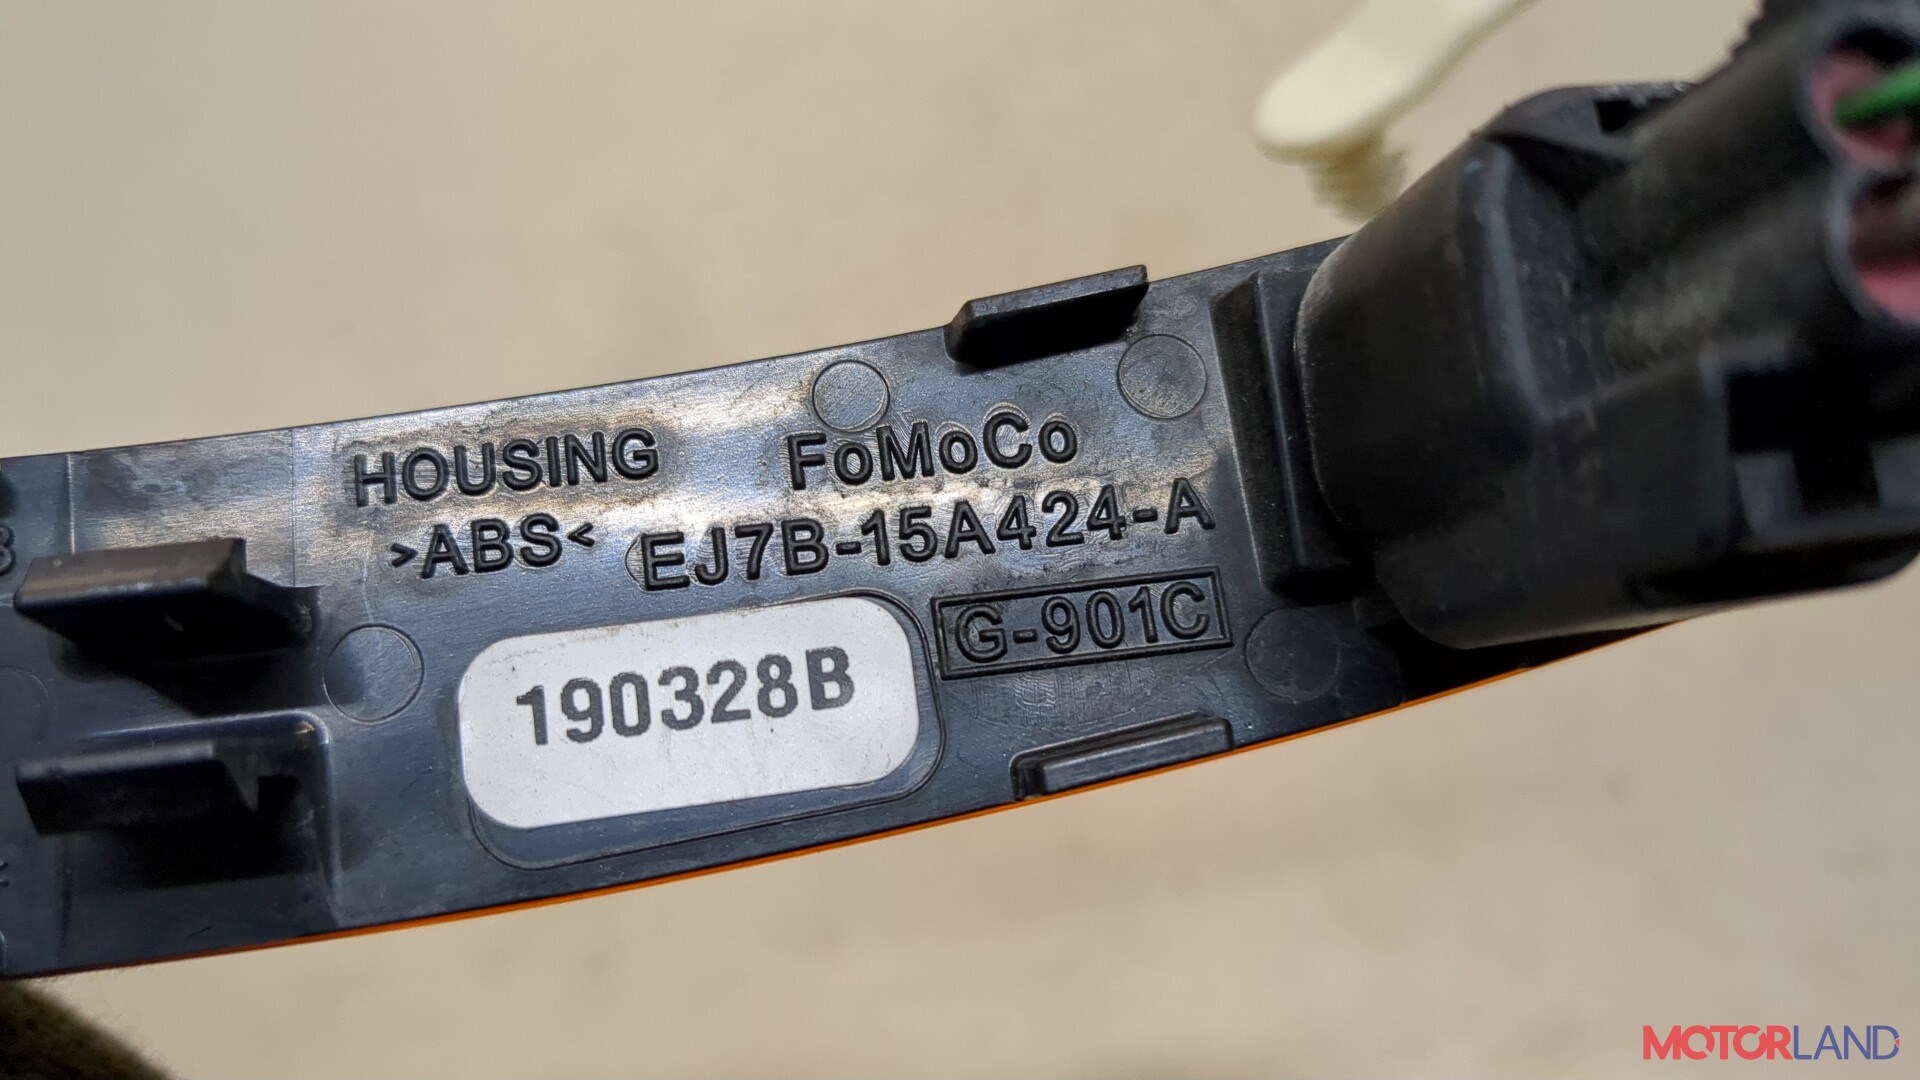 HOUSING FoMoCo
>ABS< EJ7B-15A424-A
G-901C
190328B
MOTORLAND